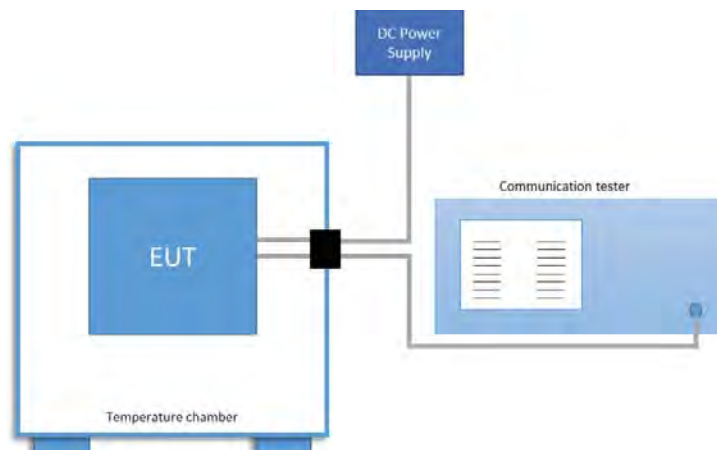 DC Power
Supply
Communication tester
EUT
Temperature chamber